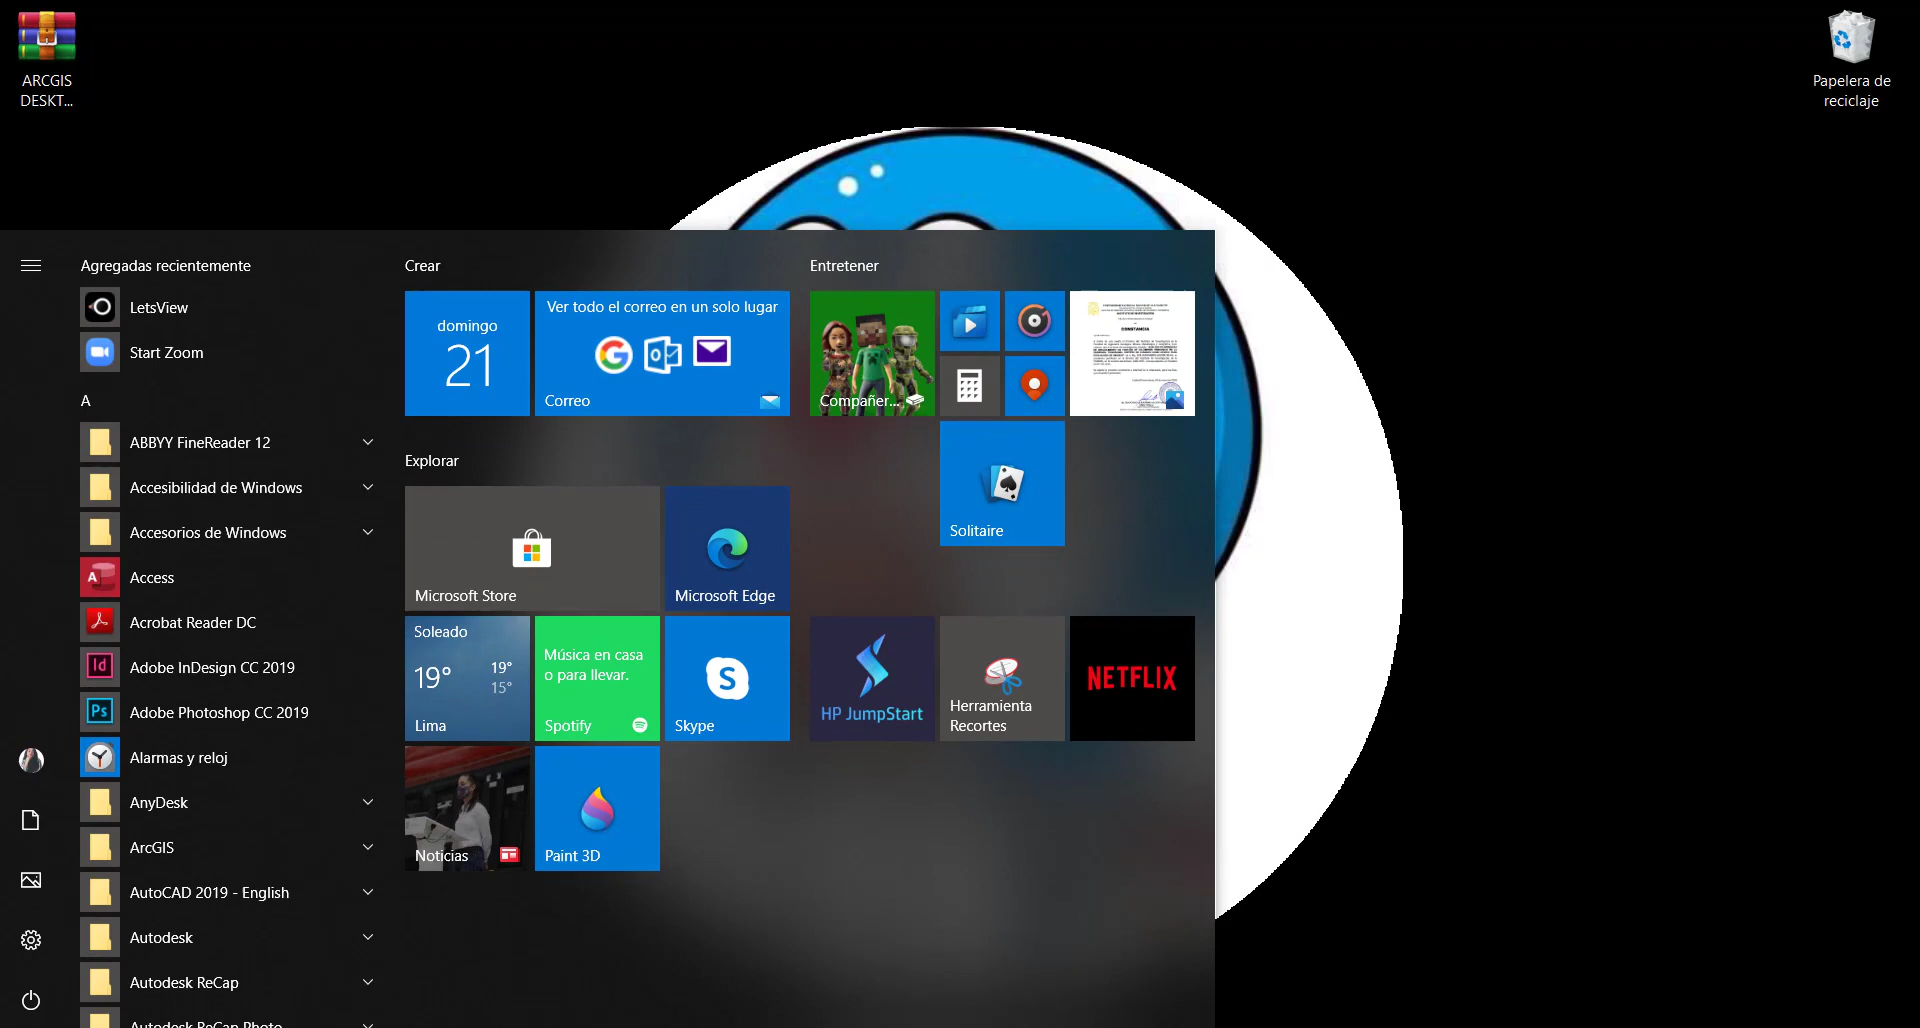 ARCGIS
DESKT...
Papelera de
reciclaje
Agregadas recientemente
LetsView
Start Zoom
A
ABBYY FineReader 12
Accesibilidad de Windows
Accesorios de Windows
Access
Acrobat Reader DC
Adobe InDesign CC 2019
Adobe Photoshop CC 2019
Alarmas y reloj
AnyDesk
ArcGIS
AutoCAD 2019 - English
Autodesk
Autodesk ReCap
Autodesk ReCap Photo
Crear
domingo
21
Ver todo el correo en un solo lugar
Correo
Explorar
Microsoft Store
Microsoft Edge
Soleado
19°
19°
15°
Lima
Música en casa
o para llevar.
Spotify
Skype
Noticias
Paint 3D
Entretener
Compañer...
CONSTANCIA
Solitaire
HP JumpStart
Herramienta
Recortes
NETFLIX